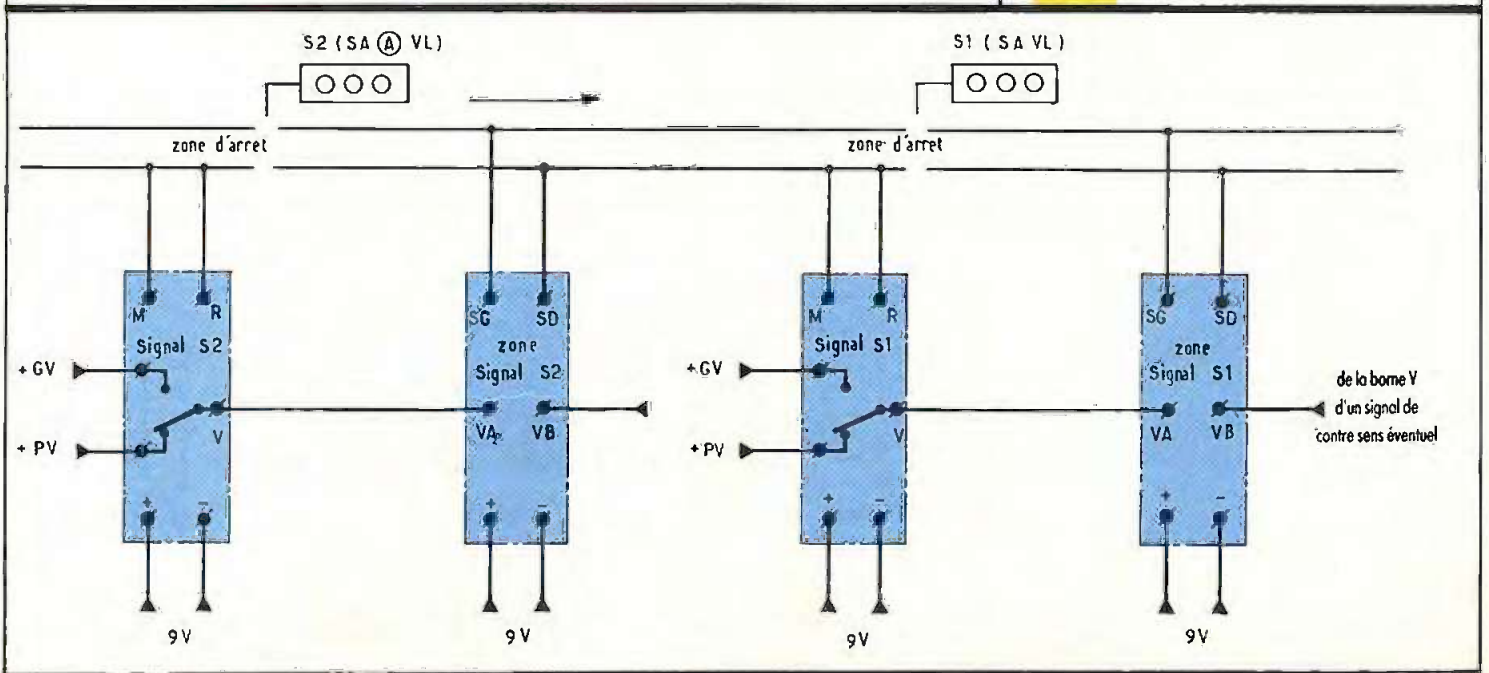 S2 (SA Ⓐ VL)
S1 (SA VL)
zone d'arret
zone d'arret
M R
Signal S2
+ GV
+ PV
V
+ -
9V
SG SD
zone
Signal S2
VA VB
+ -
9V
M R
Signal S1
+ GV
+ PV
V
+ -
9V
SG SD
zone
Signal S1
VA VB
+ -
9V
de la borne V
d'un signal de
contre sens éventuel